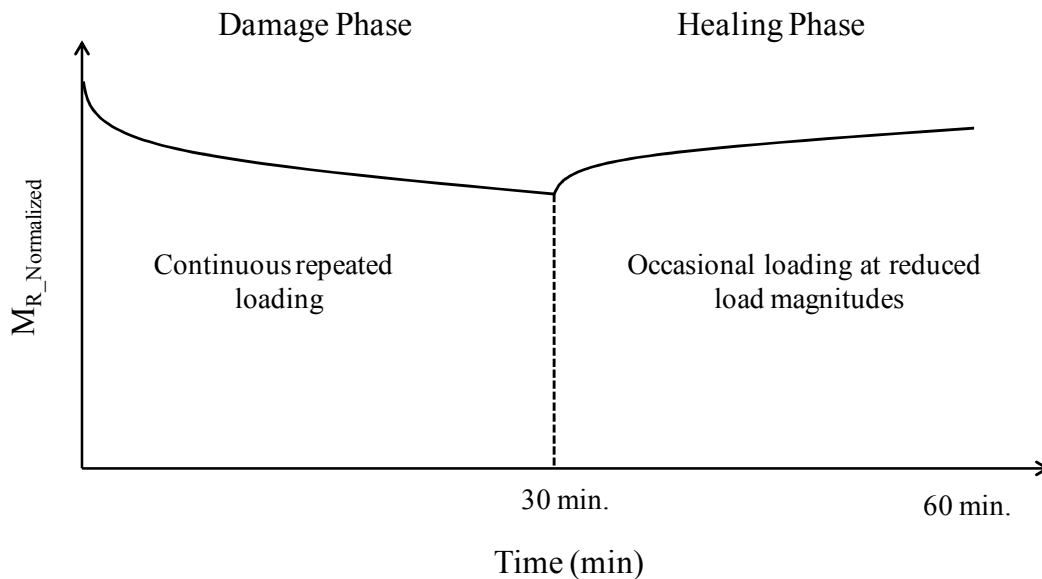 Damage Phase
Healing Phase
M_R_Normalized
Continuous repeated
loading
Occasional loading at reduced
load magnitudes
30 min.
60 min.
Time (min)